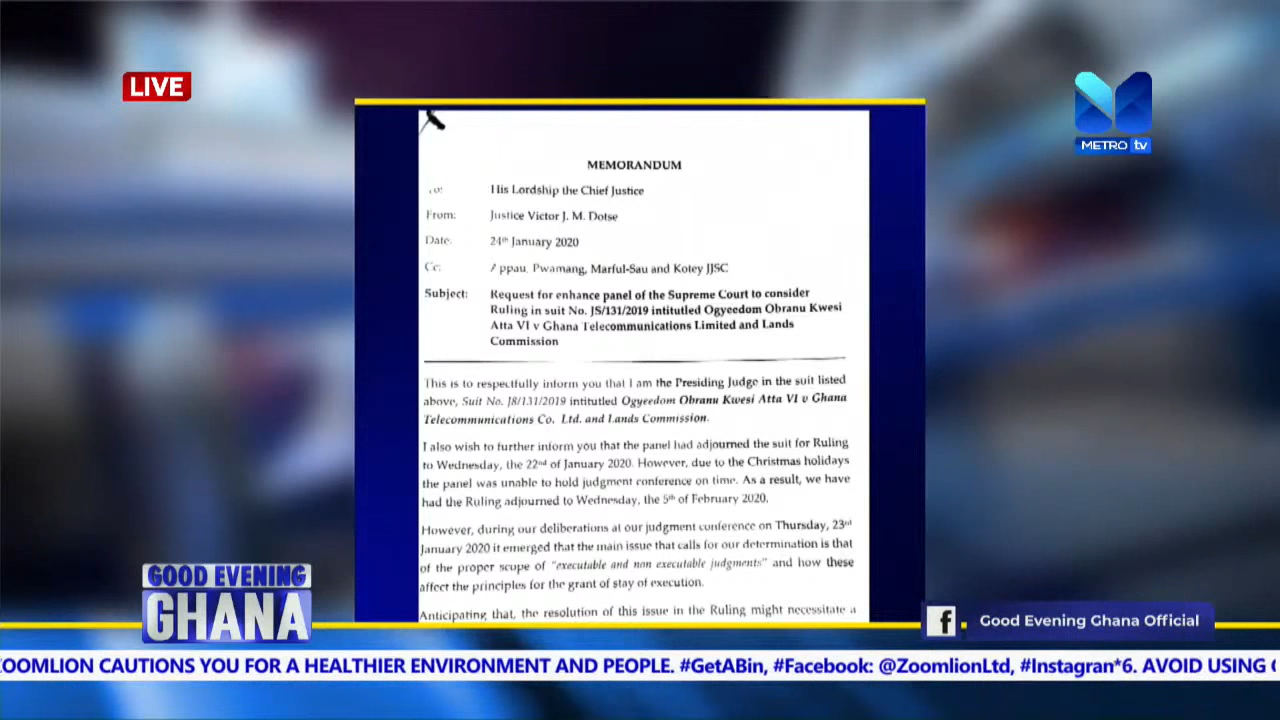 LIVE
METRO tv
MEMORANDUM
To: His Lordship the Chief Justice
From: Justice Victor J. M. Dotse
Date: 24th January 2020
Cc: Appau, Pwamang, Marful-Sau and Kotey JJSC
Subject: Request for enhance panel of the Supreme Court to consider
Ruling in suit No. J8/131/2019 intitutled Ogyeedom Obranu Kwesi
Atta VI v Ghana Telecommunications Limited and Lands
Commission
This is to respectfully inform you that I am the Presiding Judge in the suit listed
above, Suit No. J8/131/2019 intitutled Ogyeedom Obranu Kwesi Atta VI v Ghana
Telecommunications Co. Ltd. and Lands Commission.
I also wish to further inform you that the panel had adjourned the suit for Ruling
to Wednesday, the 22nd of January 2020. However, due to the Christmas holidays
the panel was unable to hold judgment conference on time. As a result, we have
had the Ruling adjourned to Wednesday, the 5th of February 2020.
However, during our deliberations at our judgment conference on Thursday, 23rd
January 2020 it emerged that the main issue that calls for our determination is that
of the proper scope of "executable and non executable judgments" and how these
affect the principles for the grant of stay of execution.
Anticipating that, the resolution of this issue in the Ruling might necessitate a
GOOD EVENING
GHANA
f Good Evening Ghana Official
ZOOMLION CAUTIONS YOU FOR A HEALTHIER ENVIRONMENT AND PEOPLE. #GetABin, #Facebook: @ZoomlionLtd, #Instagran*6. AVOID USING